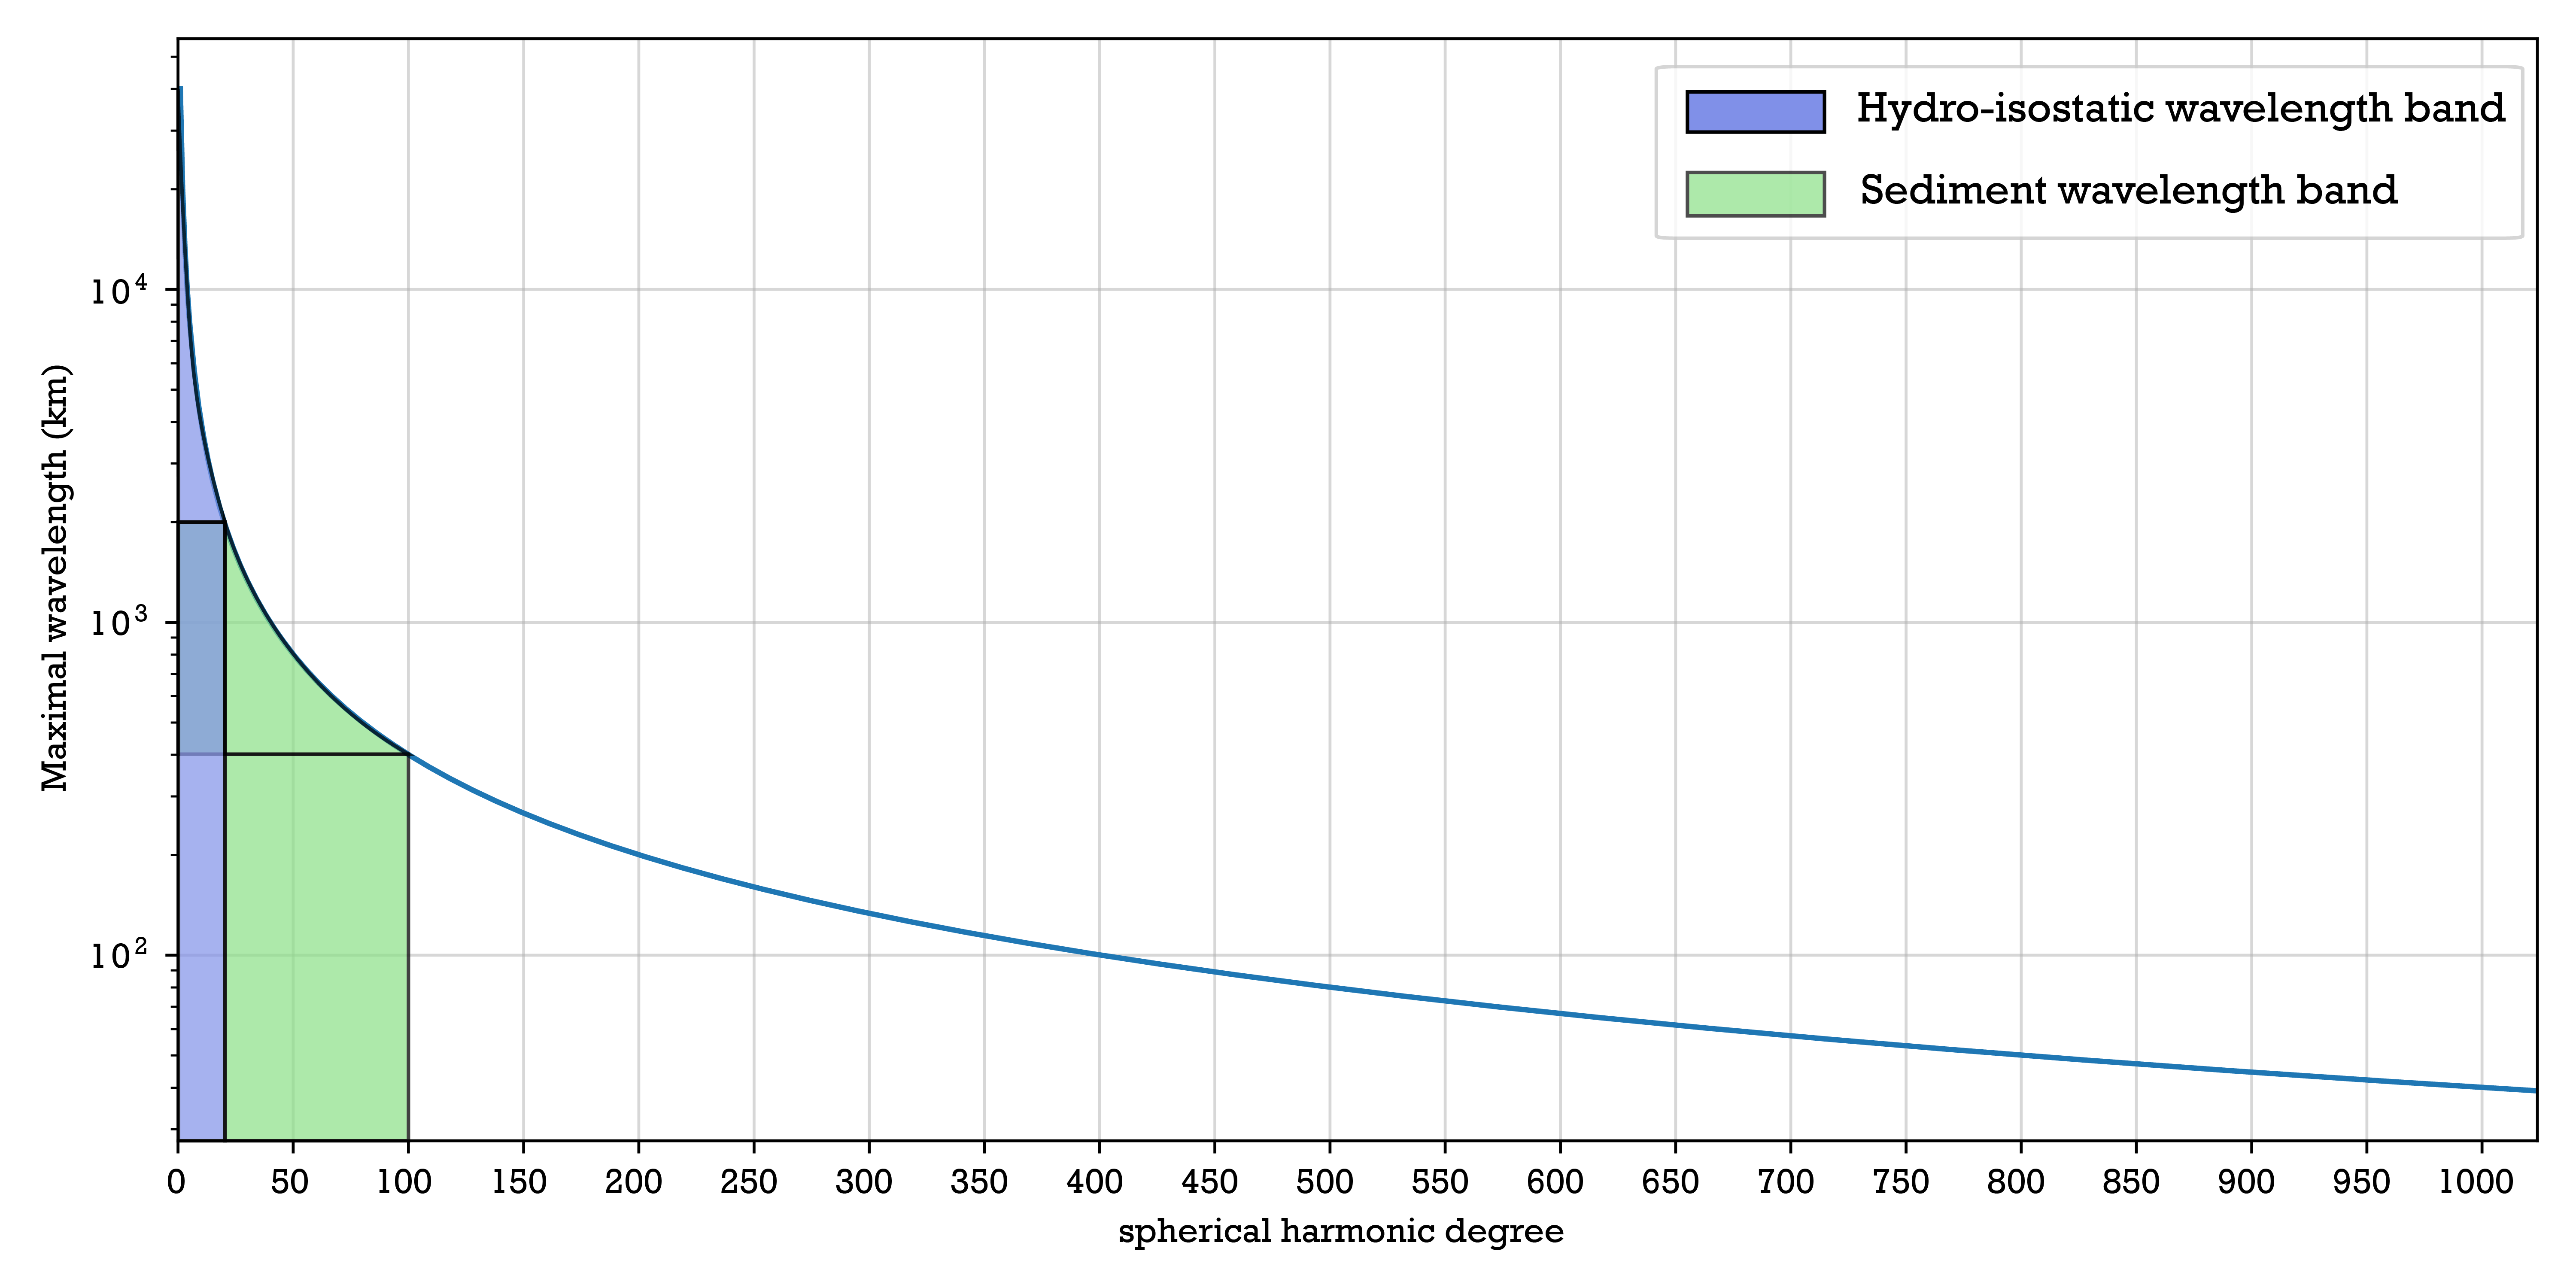 Hydro-isostatic wavelength band
Sediment wavelength band
Maximal wavelength (km)
10^4
10^3
10^2
0 50 100 150 200 250 300 350 400 450 500 550 600 650 700 750 800 850 900 950 1000
spherical harmonic degree